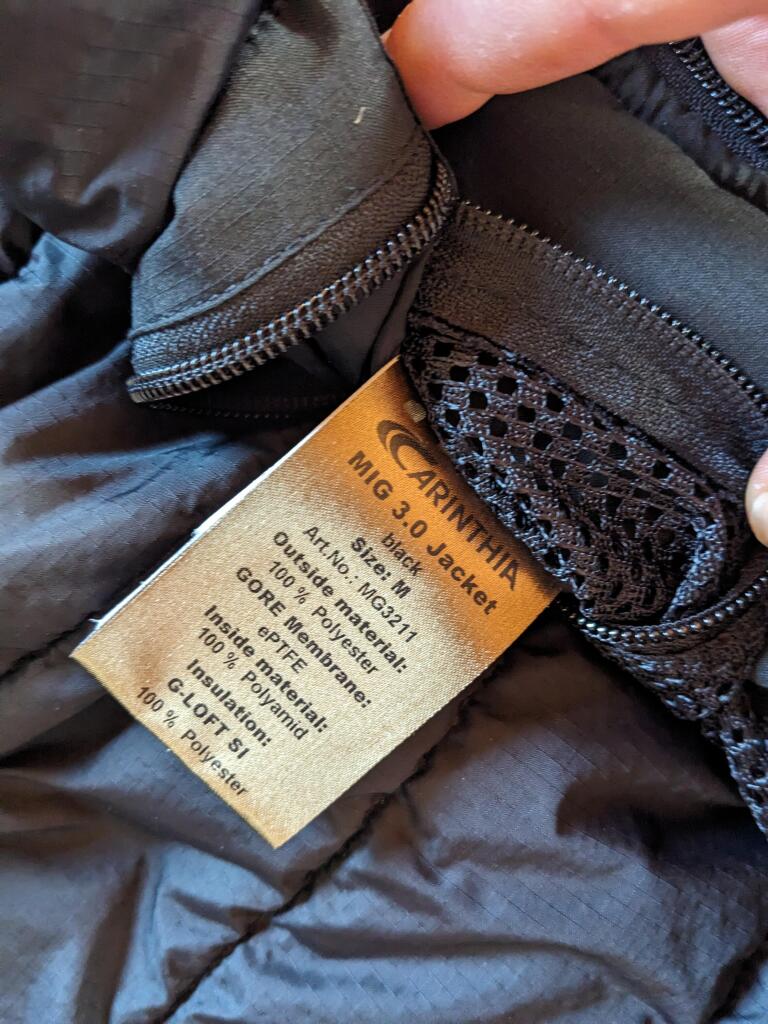 CARINTHIA
MIG 3.0 Jacket
black
Size: M
Art.No.: MG3211
Outside material:
100 % Polyester
GORE Membrane:
ePTFE
Inside material:
100 % Polyamid
Insulation:
G-LOFT SI
100 % Polyester